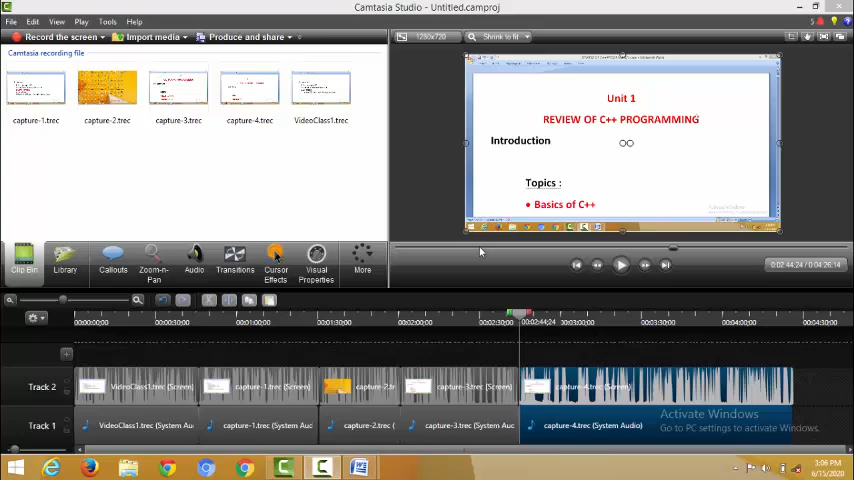 Camtasia Studio - Untitled.camproj
File Edit View Play Tools Help
5
Record the screen Import media Produce and share
1280x720 Shrink to fit
Camtasia recording file
capture-1.trec capture-2.trec capture-3.trec capture-4.trec VideoClass1.trec
Unit 1
REVIEW OF C++ PROGRAMMING
Introduction
Topics :
• Basics of C++
Clip Bin Library Callouts Zoom-n-Pan Audio Transitions Cursor Effects Visual Properties More
0:02:44;24 / 0:04:26;14
00:00:00;00 00:00:30;00 00:01:00;00 00:01:30;00 00:02:00;00 00:02:30;00 00:02:44;24 00:03:00;00 00:03:30;00 00:04:00;00 00:04:30;00
Track 2 VideoClass1.trec (Screen) capture-1.trec (Screen) capture-2.tr capture-3.trec (Screen) capture-4.trec (Screen)
Track 1 VideoClass1.trec (System Au capture-1.trec (System Aud capture-2.trec ( capture-3.trec (System Aud capture-4.trec (System Audio)
Activate Windows
Go to PC settings to activate Windows.
3:06 PM
6/15/2020